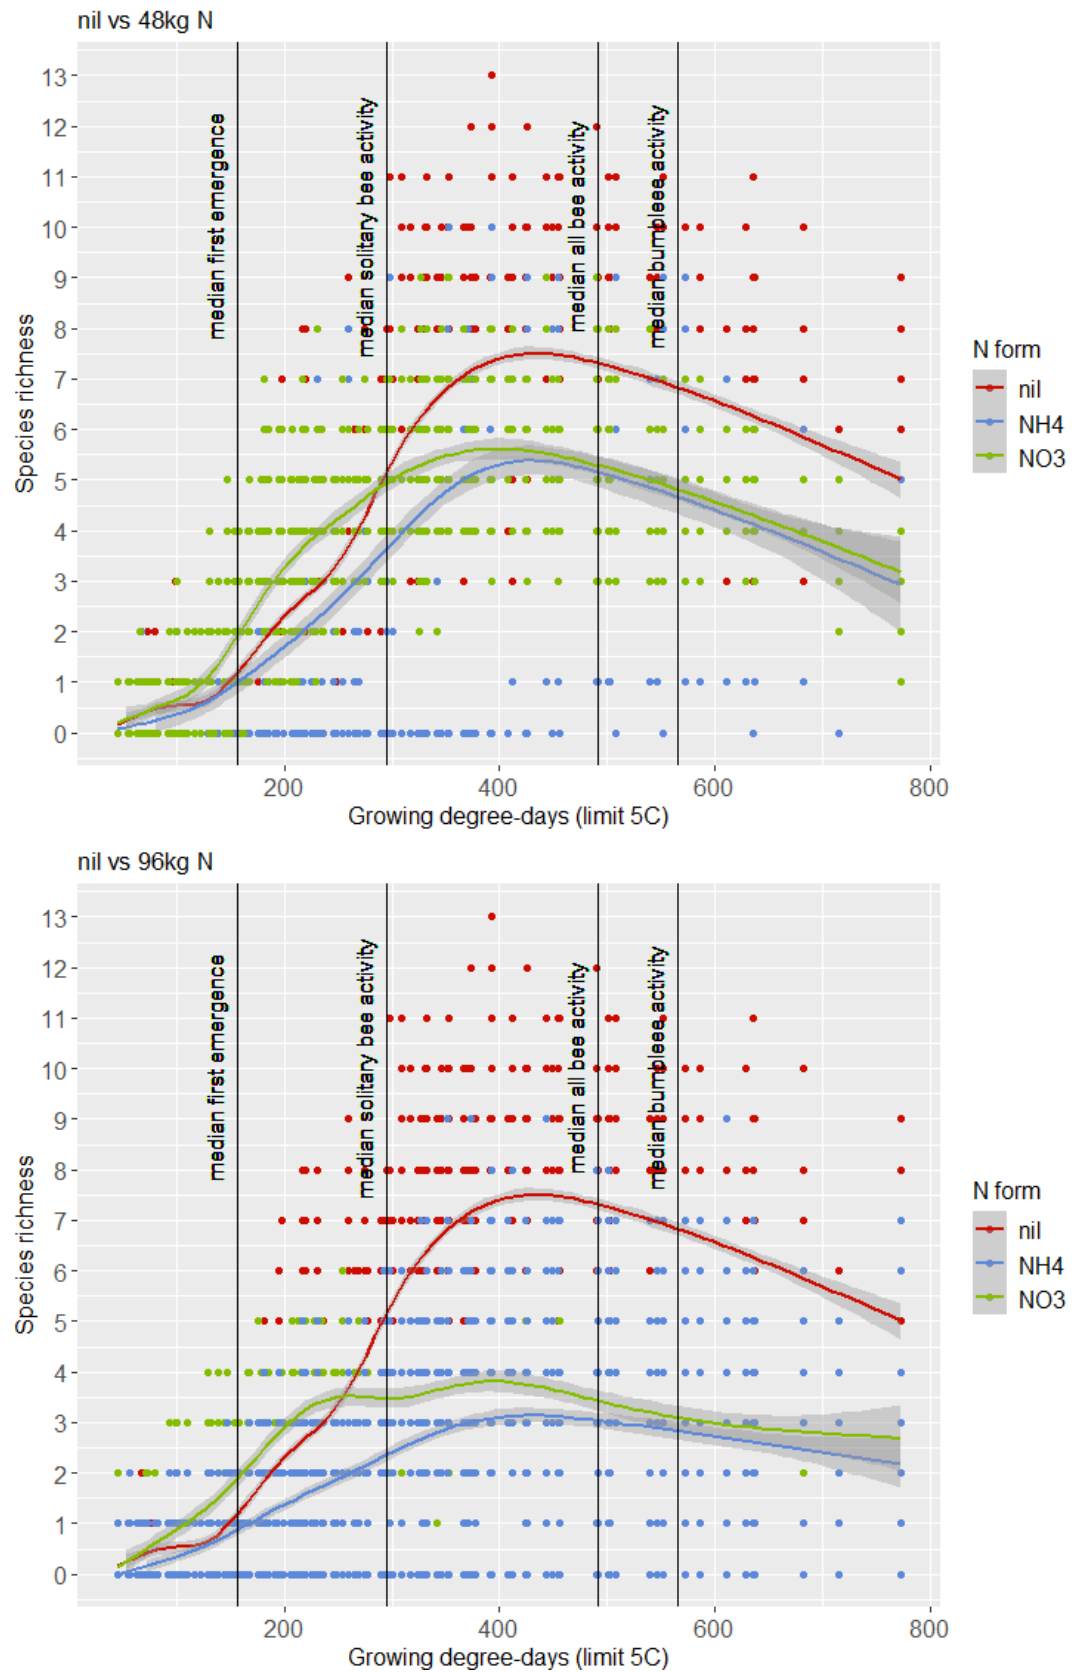 nil vs 48kg N
Species richness
13
12
11
10
9
8
7
6
5
4
3
2
1
0
median first emergence
median solitary bee activity
median all bee activity
median bumpleee activity
200
400
600
800
Growing degree-days (limit 5C)
N form
nil
NH4
NO3
nil vs 96kg N
Species richness
13
12
11
10
9
8
7
6
5
4
3
2
1
0
median first emergence
median solitary bee activity
median all bee activity
median bumpleee activity
200
400
600
800
Growing degree-days (limit 5C)
N form
nil
NH4
NO3